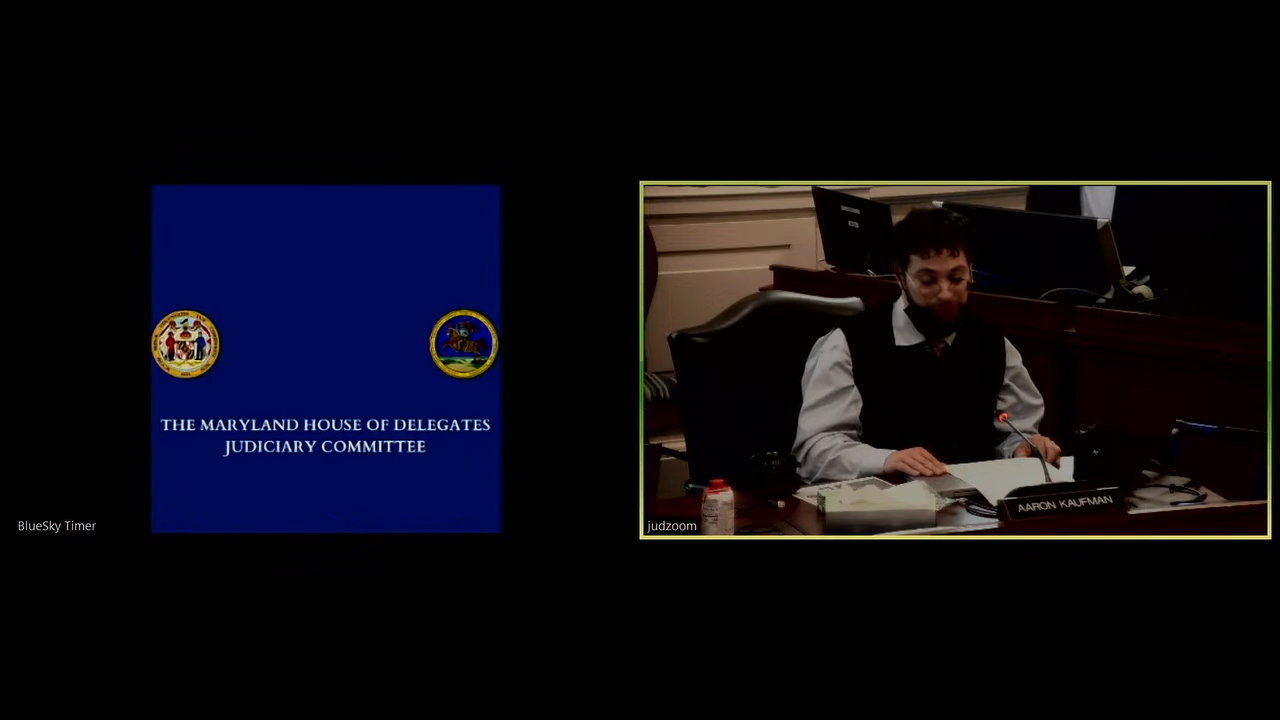 THE MARYLAND HOUSE OF DELEGATES
JUDICIARY COMMITTEE
BlueSky Timer
judzoom
AARON KAUFMAN